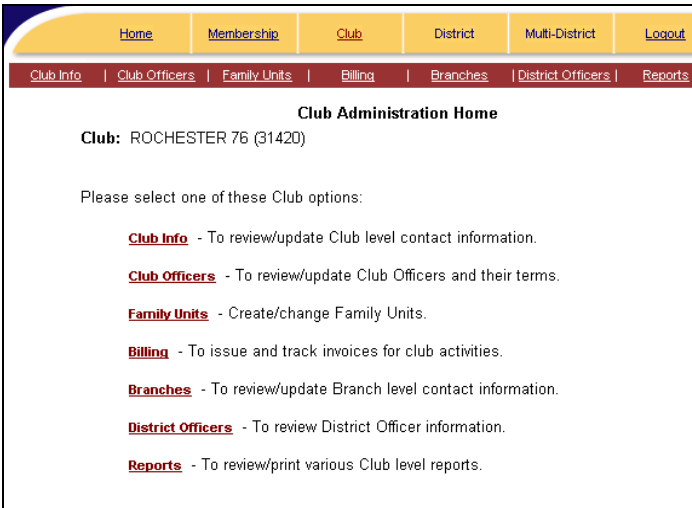 Home Membership Club District Multi-District Logout
Club Info | Club Officers | Family Units | Billing | Branches | District Officers | Reports
Club Administration Home
Club: ROCHESTER 76 (31420)
Please select one of these Club options:
Club Info - To review/update Club level contact information.
Club Officers - To review/update Club Officers and their terms.
Family Units - Create/change Family Units.
Billing - To issue and track invoices for club activities.
Branches - To review/update Branch level contact information.
District Officers - To review District Officer information.
Reports - To review/print various Club level reports.